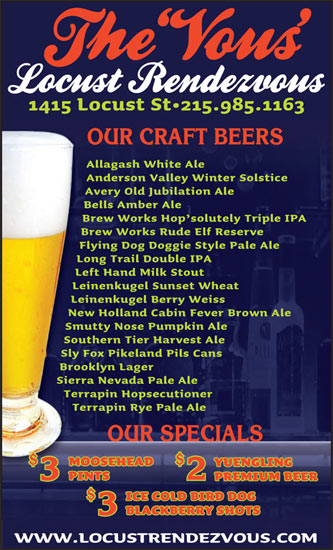 The "Vous"
Locust Rendezvous
1415 Locust St•215.985.1163
OUR CRAFT BEERS
Allagash White Ale
Anderson Valley Winter Solstice
Avery Old Jubilation Ale
Bells Amber Ale
Brew Works Hop'solutely Triple IPA
Brew Works Rude Elf Reserve
Flying Dog Doggie Style Pale Ale
Long Trail Double IPA
Left Hand Milk Stout
Leinenkugel Sunset Wheat
Leinenkugel Berry Weiss
New Holland Cabin Fever Brown Ale
Smutty Nose Pumpkin Ale
Southern Tier Harvest Ale
Sly Fox Pikeland Pils Cans
Brooklyn Lager
Sierra Nevada Pale Ale
Terrapin Hopsecutioner
Terrapin Rye Pale Ale
OUR SPECIALS
$3 MOOSEHEAD PINTS
$2 YUENGLING PREMIUM BEER
$3 ICE COLD BIRD DOG BLACKBERRY SHOTS
WWW.LOCUSTRENDEZVOUS.COM